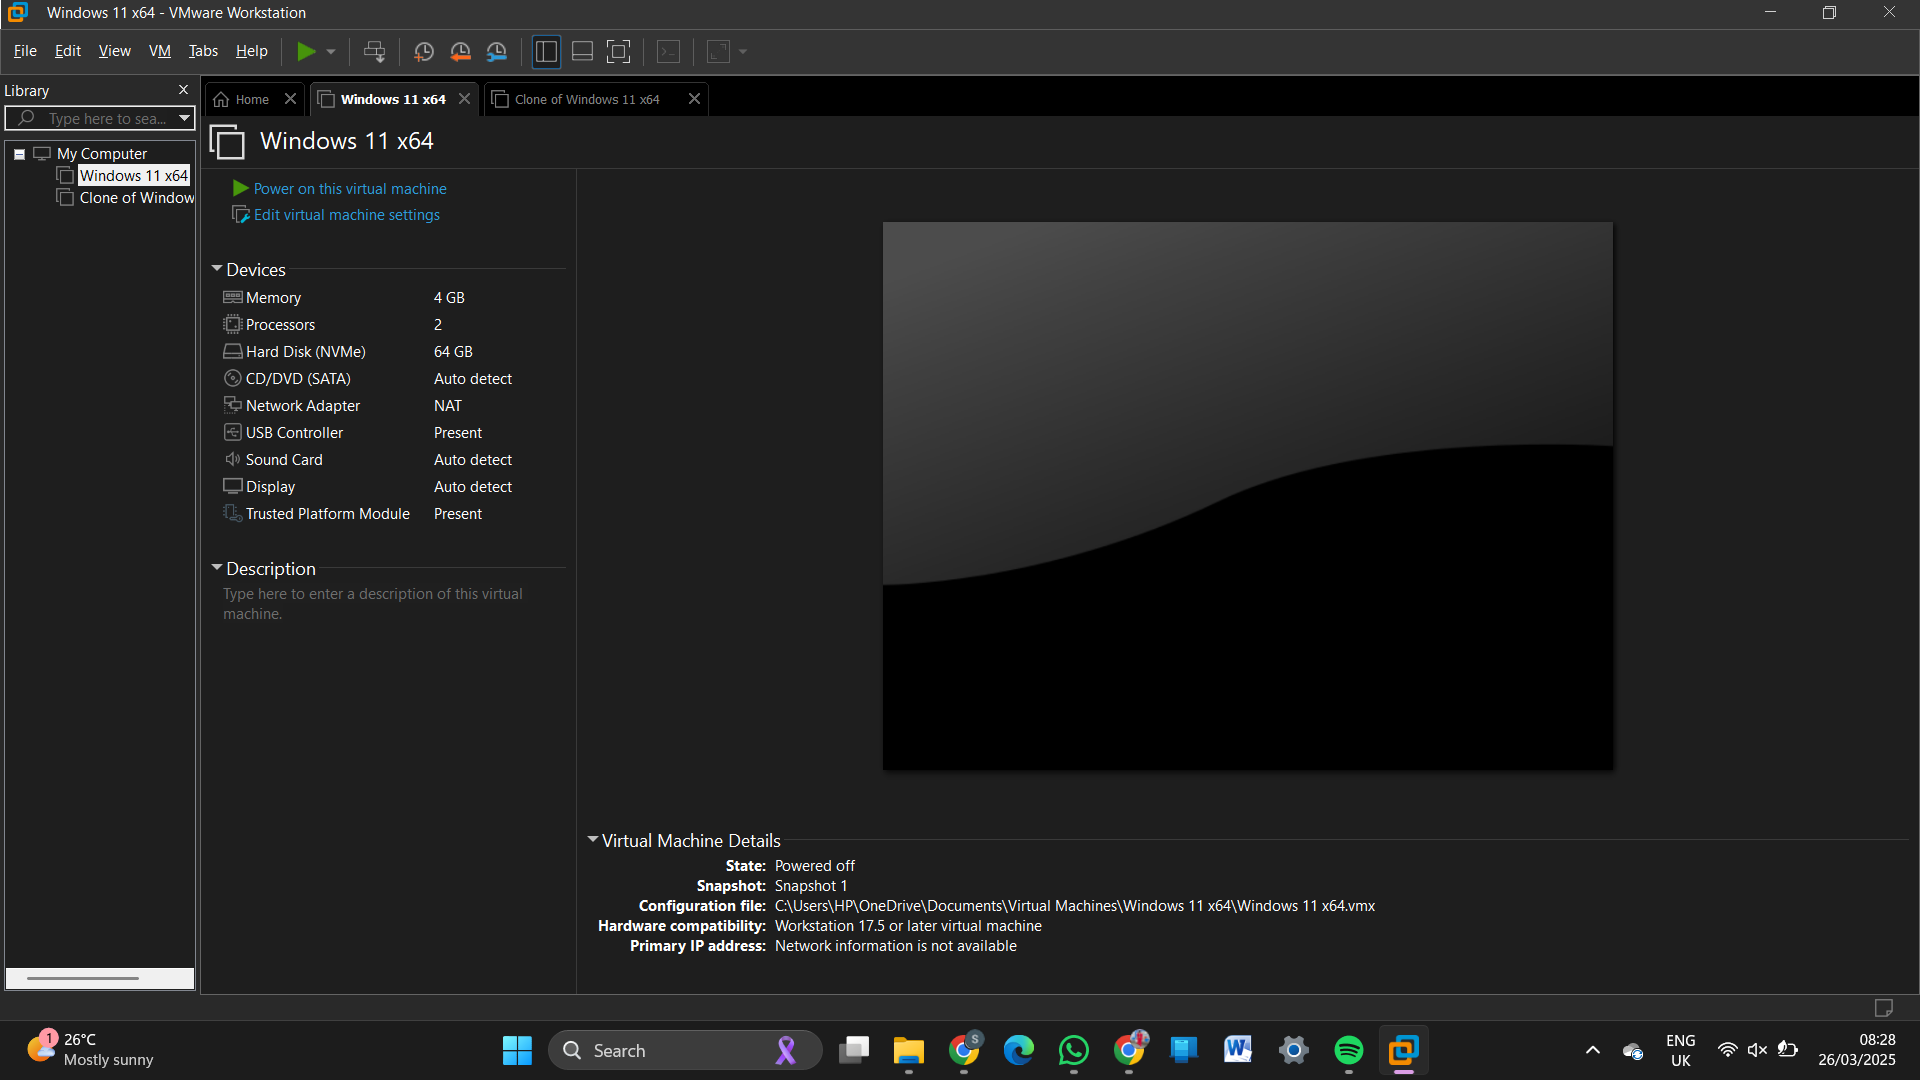 Windows 11 x64 - VMware Workstation
File Edit View VM Tabs Help
Library
Type here to sea...
My Computer
Windows 11 x64
Clone of Window
Home
Windows 11 x64
Clone of Windows 11 x64
Windows 11 x64
Power on this virtual machine
Edit virtual machine settings
Devices
Memory 4 GB
Processors 2
Hard Disk (NVMe) 64 GB
CD/DVD (SATA) Auto detect
Network Adapter NAT
USB Controller Present
Sound Card Auto detect
Display Auto detect
Trusted Platform Module Present
Description
Type here to enter a description of this virtual
machine.
Virtual Machine Details
State: Powered off
Snapshot: Snapshot 1
Configuration file: C:\Users\HP\OneDrive\Documents\Virtual Machines\Windows 11 x64\Windows 11 x64.vmx
Hardware compatibility: Workstation 17.5 or later virtual machine
Primary IP address: Network information is not available
1
26°C
Mostly sunny
Search
S
W
ENG
UK
08:28
26/03/2025